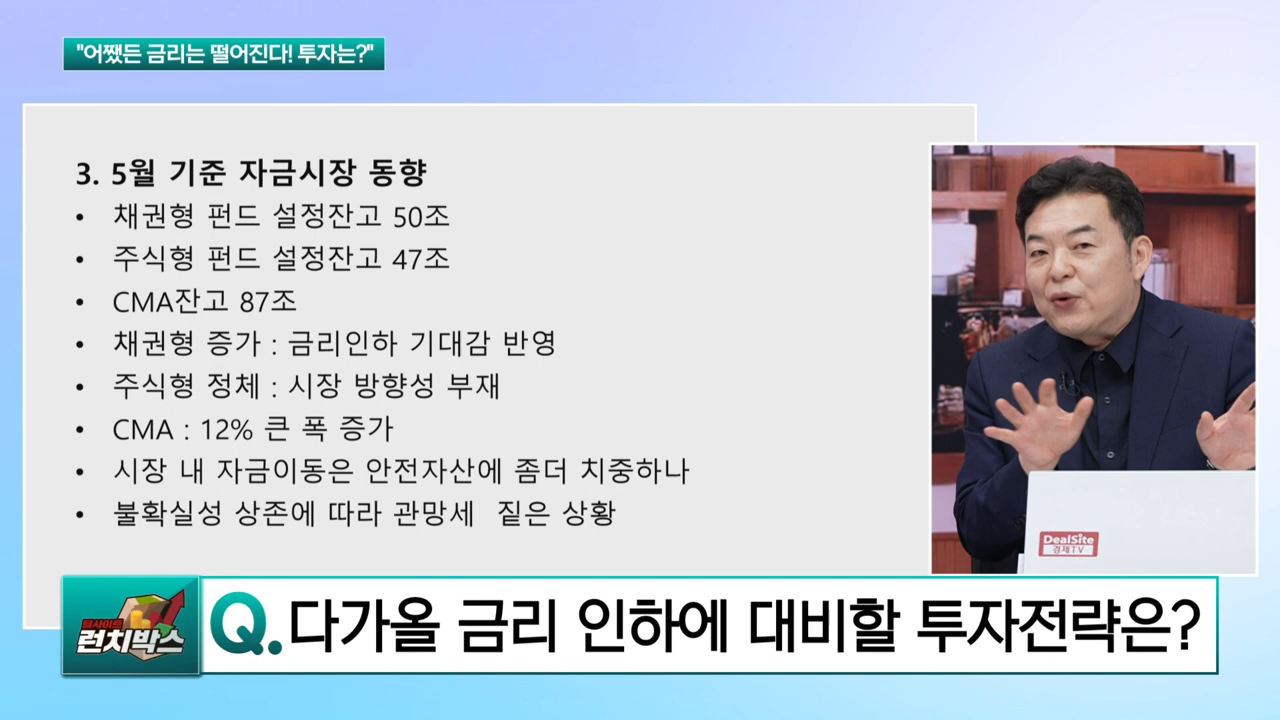 "어쨌든 금리는 떨어진다! 투자는?"
3. 5월 기준 자금시장 동향
• 채권형 펀드 설정잔고 50조
• 주식형 펀드 설정잔고 47조
• CMA잔고 87조
• 채권형 증가 : 금리인하 기대감 반영
• 주식형 정체 : 시장 방향성 부재
• CMA : 12% 큰 폭 증가
• 시장 내 자금이동은 안전자산에 좀더 치중하나
• 불확실성 상존에 따라 관망세  짙은 상황
DealSite
경제TV
딜사이트
런치박스
Q.다가올 금리 인하에 대비할 투자전략은?